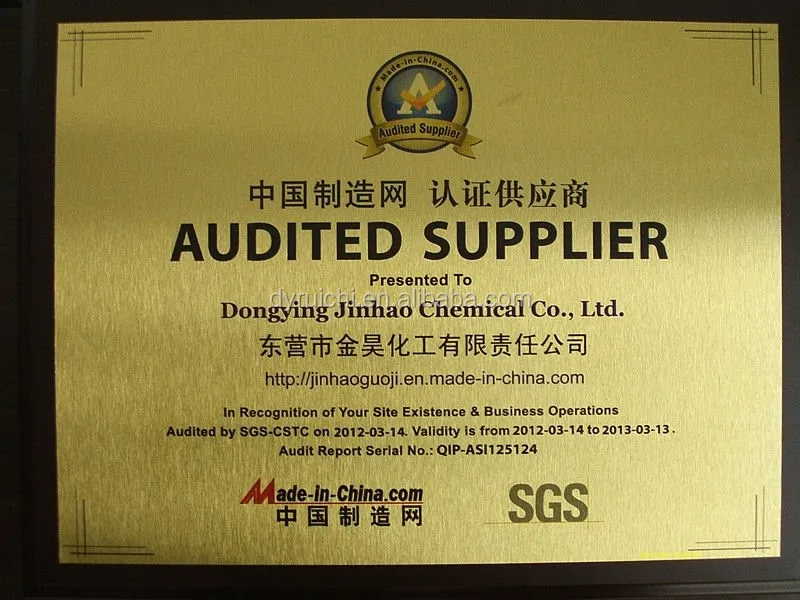 Made-in-China.com
A
Audited Supplier
中国制造网 认证供应商
AUDITED SUPPLIER
Presented To
dyruichi.en.alibaba.com
Dongying Jinhao Chemical Co., Ltd.
东营市金昊化工有限责任公司
http://jinhaoguoji.en.made-in-china.com
In Recognition of Your Site Existence & Business Operations
Audited by SGS-CSTC on 2012-03-14. Validity is from 2012-03-14 to 2013-03-13.
Audit Report Serial No.: QIP-ASI125124
Made-in-China.com
中国制造网
SGS